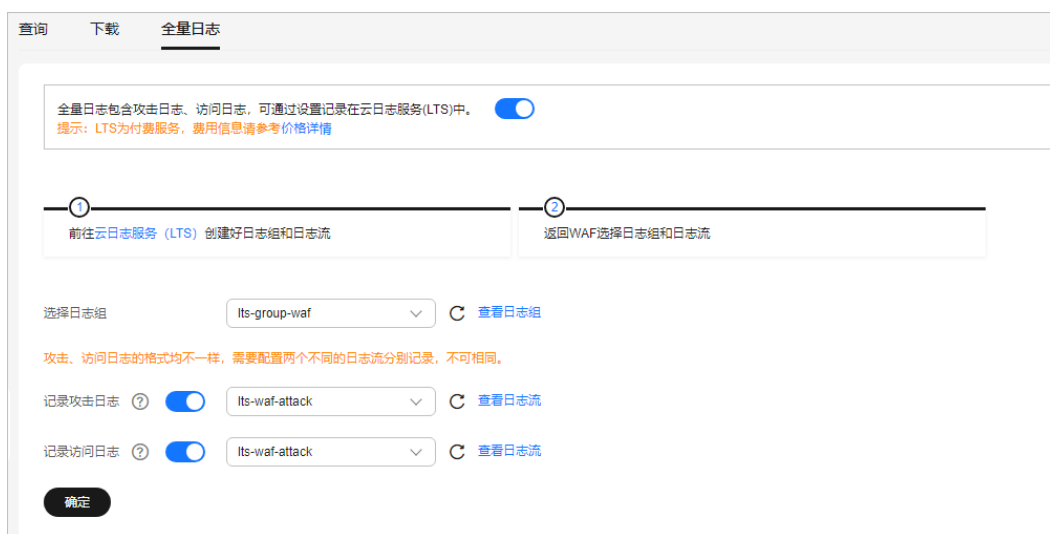 查询 下载 全量日志
全量日志包含攻击日志、访问日志，可通过设置记录在云日志服务(LTS)中。
提示：LTS为付费服务，费用信息请参考价格详情
1 2
前往云日志服务（LTS）创建好日志组和日志流 返回WAF选择日志组和日志流
选择日志组 lts-group-waf 查看日志组
攻击、访问日志的格式均不一样，需要配置两个不同的日志流分别记录，不可相同。
记录攻击日志 ? lts-waf-attack 查看日志流
记录访问日志 ? lts-waf-attack 查看日志流
确定